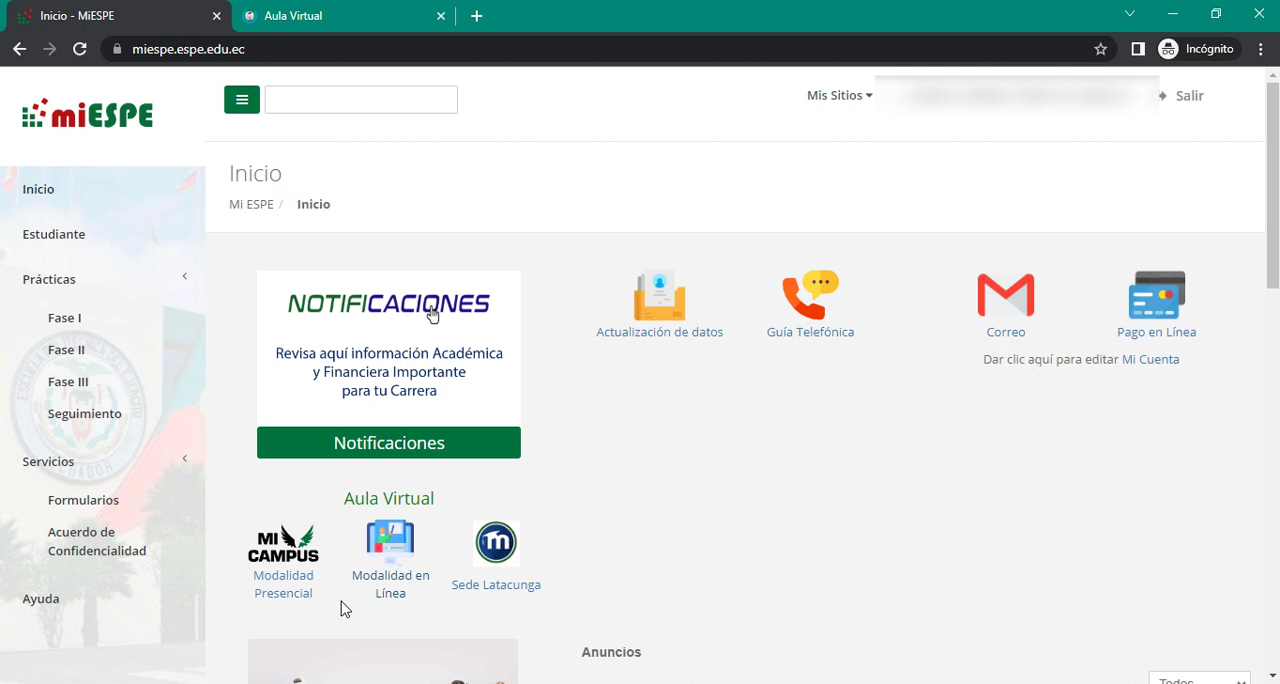 Inicio - MiESPE
Aula Virtual
miespe.espe.edu.ec
Incógnito
miESPE
Mis Sitios
Salir
Inicio
Mi ESPE / Inicio
Inicio
Estudiante
Prácticas
Fase I
Fase II
Fase III
Seguimiento
Servicios
Formularios
Acuerdo de
Confidencialidad
Ayuda
NOTIFICACIONES
Revisa aquí información Académica
y Financiera Importante
para tu Carrera
Notificaciones
Actualización de datos
Guía Telefónica
Correo
Pago en Línea
Dar clic aquí para editar Mi Cuenta
Aula Virtual
MI
CAMPUS
Modalidad
Presencial
Modalidad en
Línea
m
Sede Latacunga
Anuncios
Todos